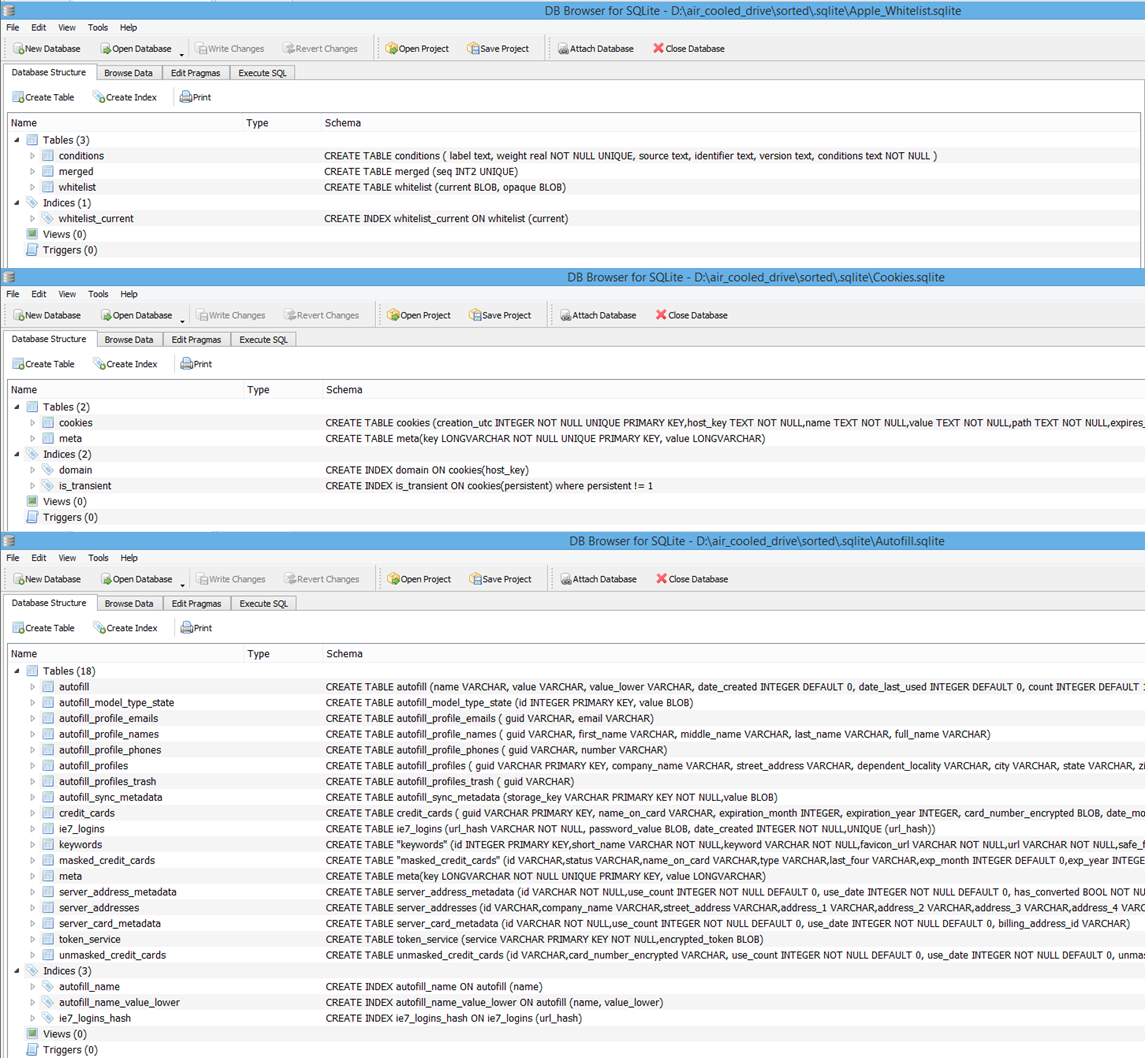 DB Browser for SQLite - D:\air_cooled_drive\sorted\.sqlite\Apple_Whitelist.sqlite
File Edit View Tools Help
New Database Open Database Write Changes Revert Changes Open Project Save Project Attach Database Close Database
Database Structure Browse Data Edit Pragmas Execute SQL
Create Table Create Index Print
Name Type Schema
Tables (3)
conditions CREATE TABLE conditions ( label text, weight real NOT NULL UNIQUE, source text, identifier text, version text, conditions text NOT NULL )
merged CREATE TABLE merged (seq INT2 UNIQUE)
whitelist CREATE TABLE whitelist (current BLOB, opaque BLOB)
Indices (1)
whitelist_current CREATE INDEX whitelist_current ON whitelist (current)
Views (0)
Triggers (0)
DB Browser for SQLite - D:\air_cooled_drive\sorted\.sqlite\Cookies.sqlite
File Edit View Tools Help
New Database Open Database Write Changes Revert Changes Open Project Save Project Attach Database Close Database
Database Structure Browse Data Edit Pragmas Execute SQL
Create Table Create Index Print
Name Type Schema
Tables (2)
cookies CREATE TABLE cookies (creation_utc INTEGER NOT NULL UNIQUE PRIMARY KEY,host_key TEXT NOT NULL,name TEXT NOT NULL,value TEXT NOT NULL,path TEXT NOT NULL,expires_
meta CREATE TABLE meta(key LONGVARCHAR NOT NULL UNIQUE PRIMARY KEY, value LONGVARCHAR)
Indices (2)
domain CREATE INDEX domain ON cookies(host_key)
is_transient CREATE INDEX is_transient ON cookies(persistent) where persistent != 1
Views (0)
Triggers (0)
DB Browser for SQLite - D:\air_cooled_drive\sorted\.sqlite\Autofill.sqlite
File Edit View Tools Help
New Database Open Database Write Changes Revert Changes Open Project Save Project Attach Database Close Database
Database Structure Browse Data Edit Pragmas Execute SQL
Create Table Create Index Print
Name Type Schema
Tables (18)
autofill CREATE TABLE autofill (name VARCHAR, value VARCHAR, value_lower VARCHAR, date_created INTEGER DEFAULT 0, date_last_used INTEGER DEFAULT 0, count INTEGER DEFAULT 1
autofill_model_type_state CREATE TABLE autofill_model_type_state (id INTEGER PRIMARY KEY, value BLOB)
autofill_profile_emails CREATE TABLE autofill_profile_emails ( guid VARCHAR, email VARCHAR)
autofill_profile_names CREATE TABLE autofill_profile_names ( guid VARCHAR, first_name VARCHAR, middle_name VARCHAR, last_name VARCHAR, full_name VARCHAR)
autofill_profile_phones CREATE TABLE autofill_profile_phones ( guid VARCHAR, number VARCHAR)
autofill_profiles CREATE TABLE autofill_profiles ( guid VARCHAR PRIMARY KEY, company_name VARCHAR, street_address VARCHAR, dependent_locality VARCHAR, city VARCHAR, state VARCHAR, zi
autofill_profiles_trash CREATE TABLE autofill_profiles_trash ( guid VARCHAR)
autofill_sync_metadata CREATE TABLE autofill_sync_metadata (storage_key VARCHAR PRIMARY KEY NOT NULL,value BLOB)
credit_cards CREATE TABLE credit_cards ( guid VARCHAR PRIMARY KEY, name_on_card VARCHAR, expiration_month INTEGER, expiration_year INTEGER, card_number_encrypted BLOB, date_mo
ie7_logins CREATE TABLE ie7_logins (url_hash VARCHAR NOT NULL, password_value BLOB, date_created INTEGER NOT NULL,UNIQUE (url_hash))
keywords CREATE TABLE "keywords" (id INTEGER PRIMARY KEY,short_name VARCHAR NOT NULL,keyword VARCHAR NOT NULL,favicon_url VARCHAR NOT NULL,url VARCHAR NOT NULL,safe_f
masked_credit_cards CREATE TABLE "masked_credit_cards" (id VARCHAR,status VARCHAR,name_on_card VARCHAR,type VARCHAR,last_four VARCHAR,exp_month INTEGER DEFAULT 0,exp_year INTEGE
meta CREATE TABLE meta(key LONGVARCHAR NOT NULL UNIQUE PRIMARY KEY, value LONGVARCHAR)
server_address_metadata CREATE TABLE server_address_metadata (id VARCHAR NOT NULL,use_count INTEGER NOT NULL DEFAULT 0, use_date INTEGER NOT NULL DEFAULT 0, has_converted BOOL NOT NU
server_addresses CREATE TABLE server_addresses (id VARCHAR,company_name VARCHAR,street_address VARCHAR,address_1 VARCHAR,address_2 VARCHAR,address_3 VARCHAR,address_4 VARC
server_card_metadata CREATE TABLE server_card_metadata (id VARCHAR NOT NULL,use_count INTEGER NOT NULL DEFAULT 0, use_date INTEGER NOT NULL DEFAULT 0, billing_address_id VARCHAR)
token_service CREATE TABLE token_service (service VARCHAR PRIMARY KEY NOT NULL,encrypted_token BLOB)
unmasked_credit_cards CREATE TABLE unmasked_credit_cards (id VARCHAR,card_number_encrypted VARCHAR, use_count INTEGER NOT NULL DEFAULT 0, use_date INTEGER NOT NULL DEFAULT 0, unmas
Indices (3)
autofill_name CREATE INDEX autofill_name ON autofill (name)
autofill_name_value_lower CREATE INDEX autofill_name_value_lower ON autofill (name, value_lower)
ie7_logins_hash CREATE INDEX ie7_logins_hash ON ie7_logins (url_hash)
Views (0)
Triggers (0)